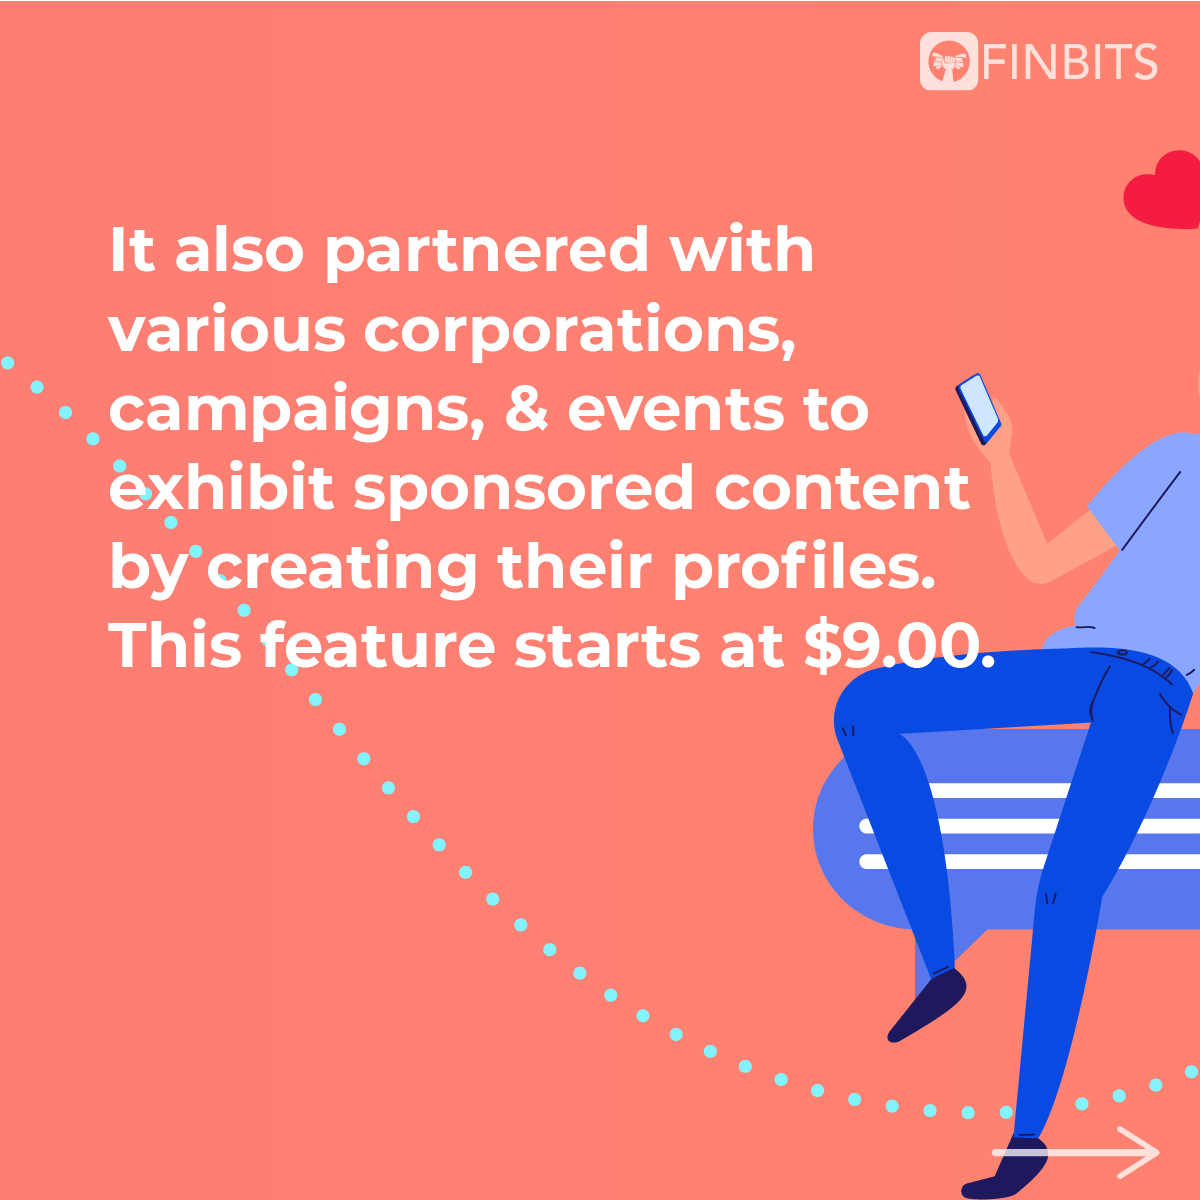 FINBITS
It also partnered with
various corporations,
campaigns, & events to
exhibit sponsored content
by creating their profiles.
This feature starts at $9.00.